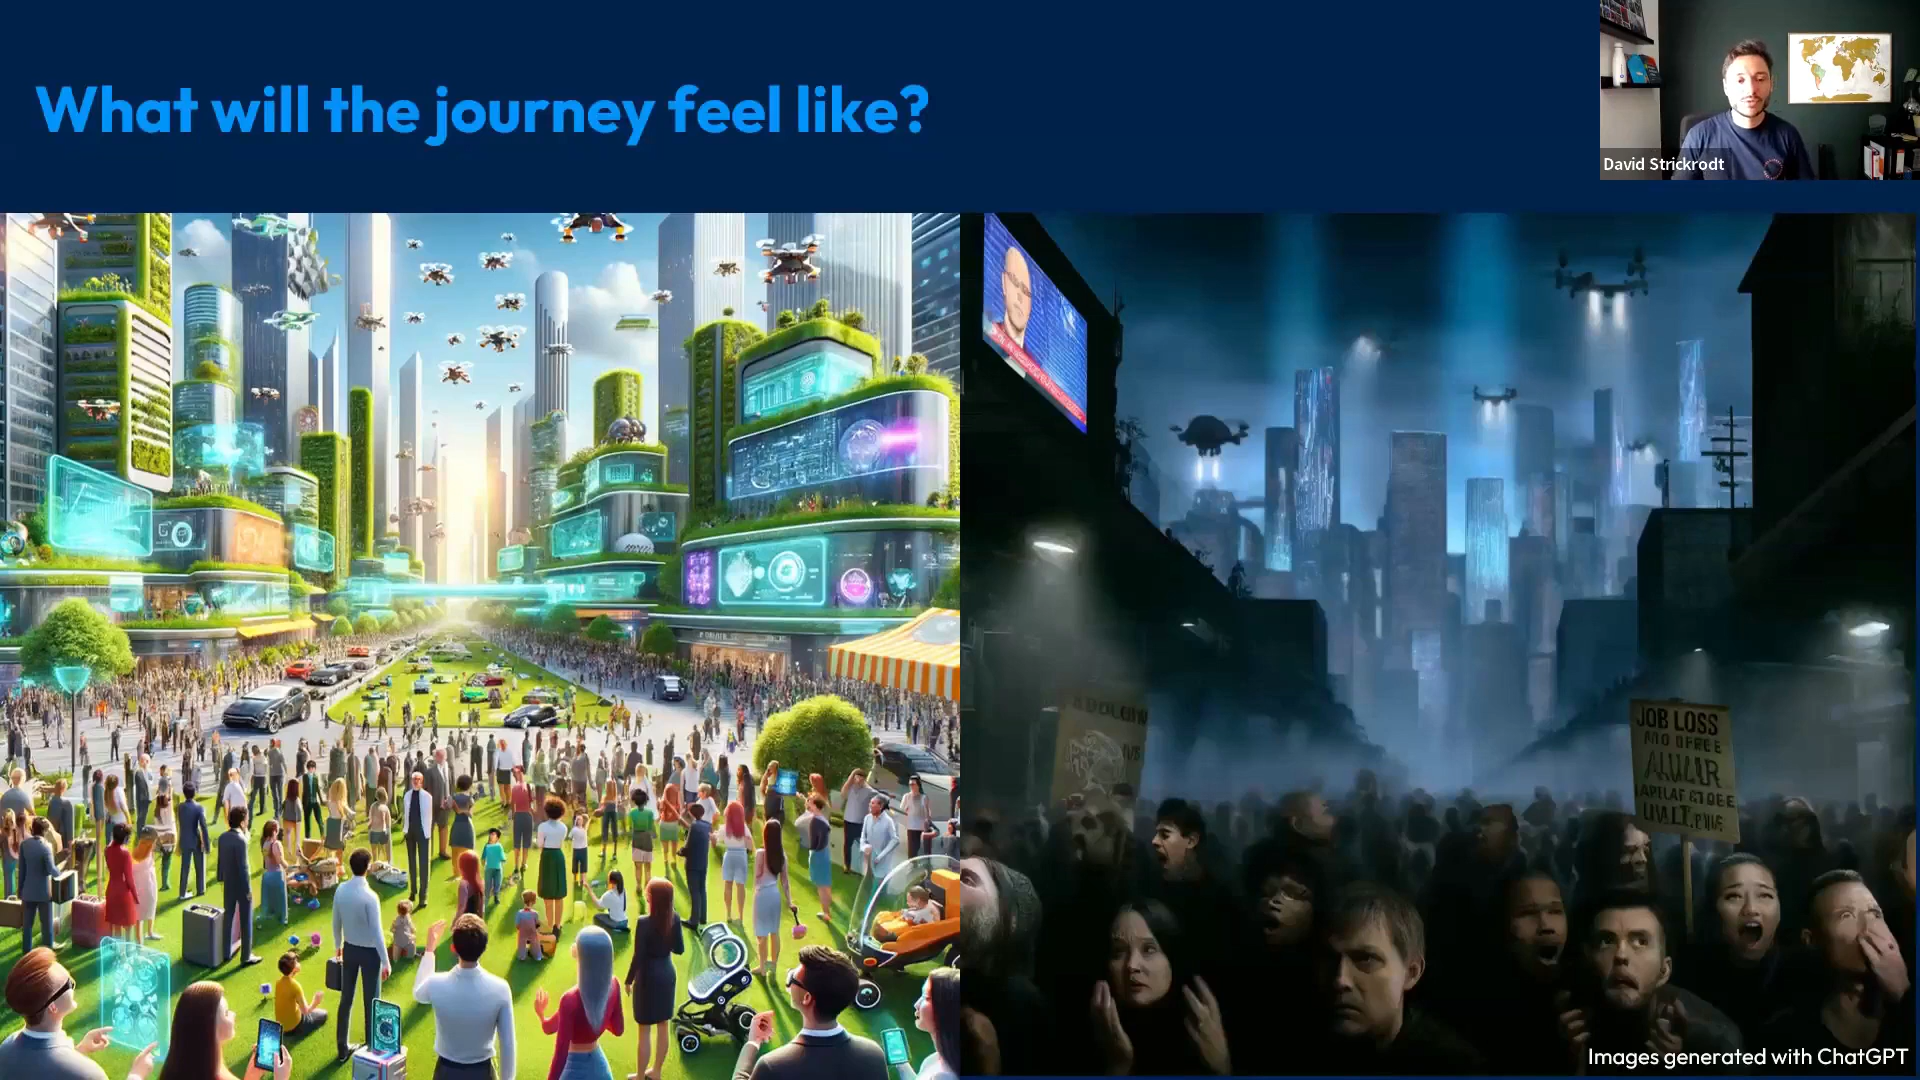 What will the journey feel like?
David Strickrodt
JOB LOSS
Images generated with ChatGPT